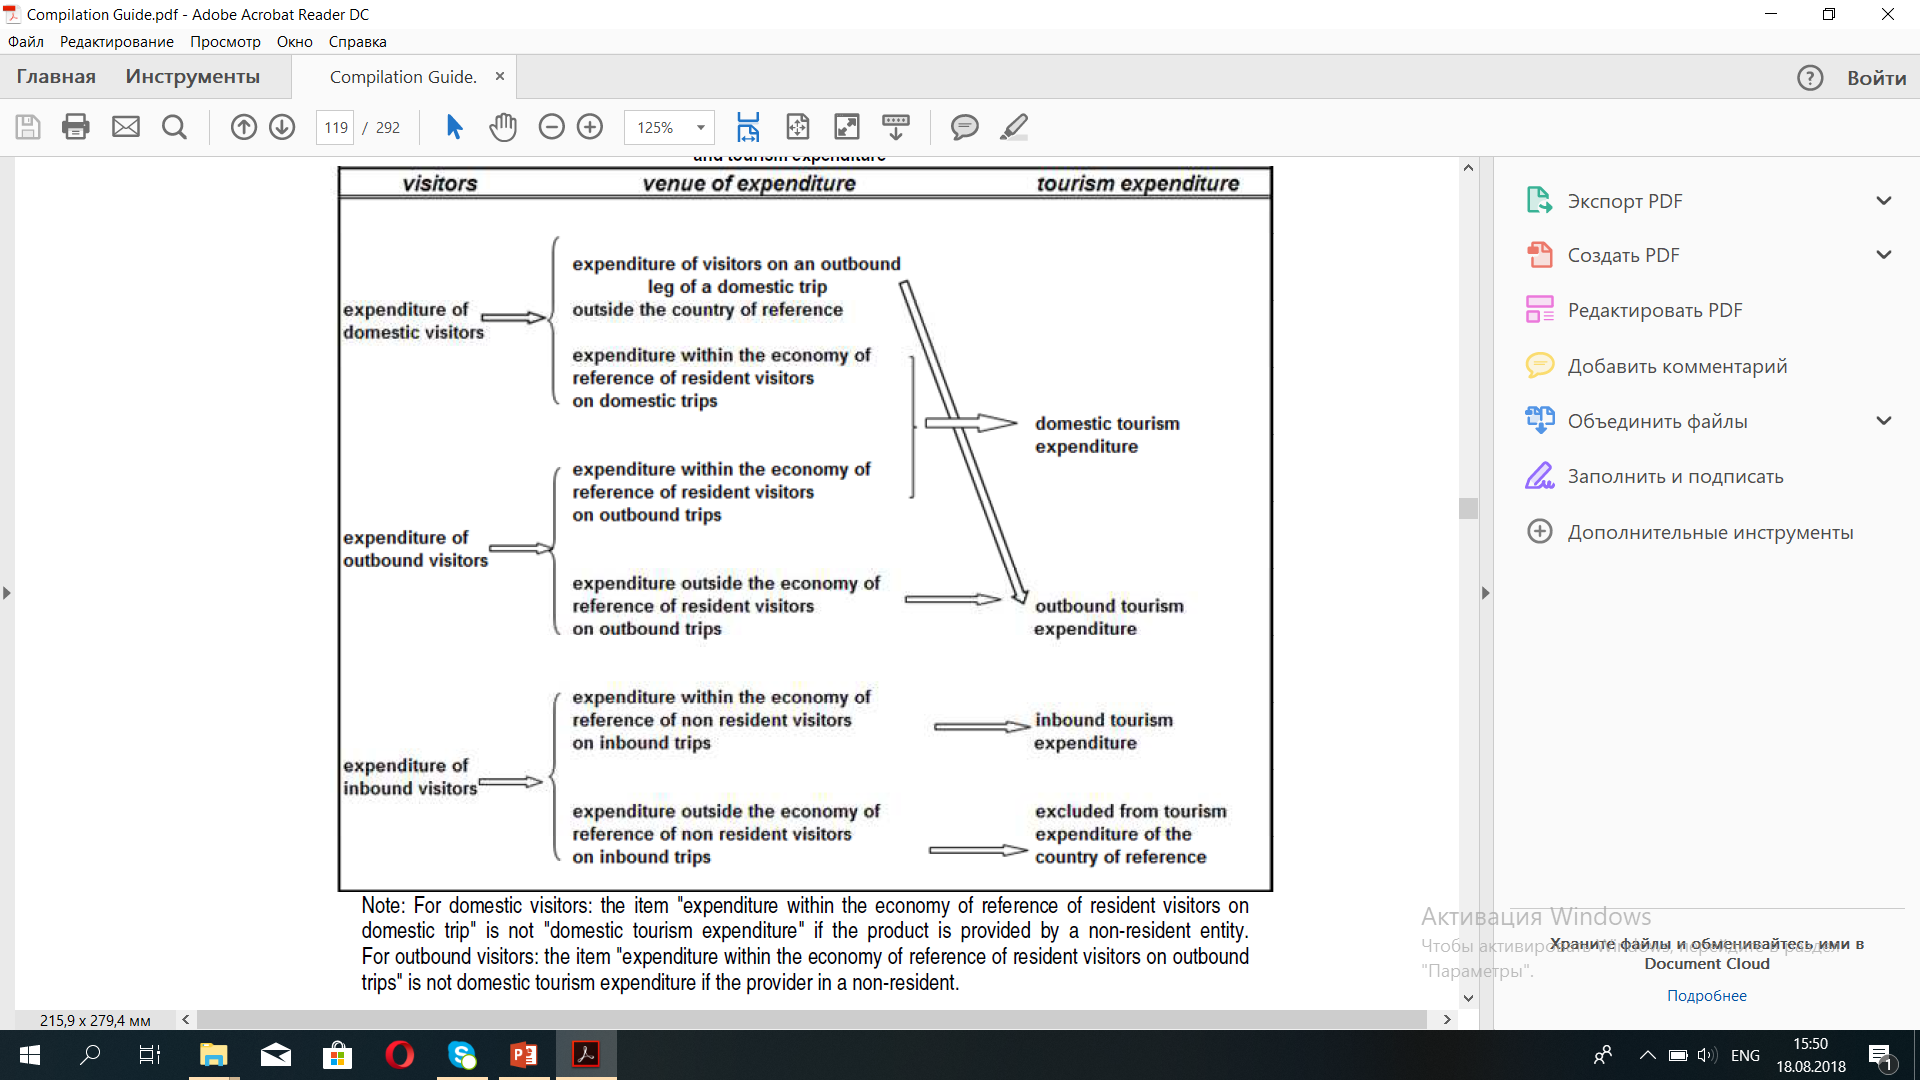 Compilation Guide.pdf - Adobe Acrobat Reader DC
Файл Редактирование Просмотр Окно Справка
Главная Инструменты Compilation Guide. × ? Войти
119 / 292 125%
and tourism expenditure
visitors venue of expenditure tourism expenditure
expenditure of visitors on an outbound
leg of a domestic trip
outside the country of reference
expenditure of
domestic visitors
expenditure within the economy of
reference of resident visitors
on domestic trips
domestic tourism
expenditure
expenditure within the economy of
reference of resident visitors
on outbound trips
expenditure of
outbound visitors
expenditure outside the economy of
reference of resident visitors
on outbound trips
outbound tourism
expenditure
expenditure within the economy of
reference of non resident visitors
on inbound trips
inbound tourism
expenditure
expenditure of
inbound visitors
expenditure outside the economy of
reference of non resident visitors
on inbound trips
excluded from tourism
expenditure of the
country of reference
Note: For domestic visitors: the item "expenditure within the economy of reference of resident visitors on
domestic trip" is not "domestic tourism expenditure" if the product is provided by a non-resident entity.
For outbound visitors: the item "expenditure within the economy of reference of resident visitors on outbound
trips" is not domestic tourism expenditure if the provider in a non-resident.
Экспорт PDF
Создать PDF
Редактировать PDF
Добавить комментарий
Объединить файлы
Заполнить и подписать
Дополнительные инструменты
Активация Windows
Чтобы активировать Windows, перейдите в раздел
"Параметры".
Храните файлы и обменивайтесь ими в
Document Cloud
Подробнее
215,9 x 279,4 мм
ENG
15:50
18.08.2018
1